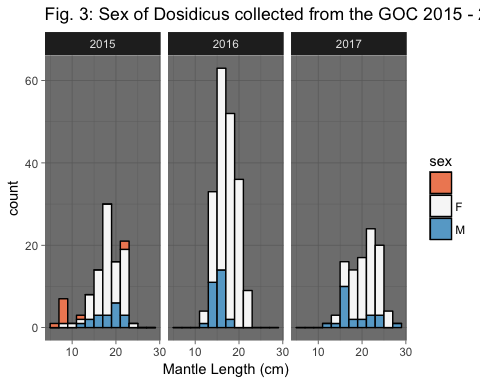 Fig. 3: Sex of Dosidicus collected from the GOC 2015 -
2015 2016 2017
60
40
20
0
count
10 20 30 10 20 30 10 20 30
Mantle Length (cm)
sex
F
M